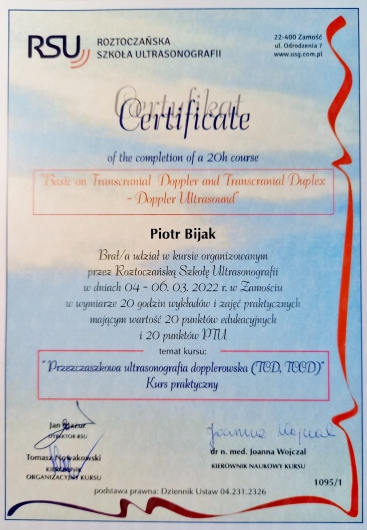 RSU
ROZTOCZAŃSKA
SZKOŁA ULTRASONOGRAFII
22-400 Zamość
ul. Odrodzenia 7
www.usg.com.pl
Certyfikat
Certificate
of the completion of a 20h course
"Basic on Transcranial Doppler and Transcranial Duplex
- Doppler Ultrasound"
Piotr Bijak
Brał/a udział w kursie organizowanym
przez Roztoczańską Szkołę Ultrasonografii
w dniach 04 - 06. 03. 2022 r. w Zamościu
w wymiarze 20 godzin wykładów i zajęć praktycznych
mającym wartość 20 punktów edukacyjnych
i 20 punktów PTU
temat kursu:
"Przezczaszkowa ultrasonografia dopplerowska (TCD, TCCD)"
Kurs praktyczny
Jan Mazur
DYREKTOR RSU
Tomasz Nowakowski
KIEROWNIK
ORGANIZACYJNY KURSU
Joanna Wojczal
dr n. med. Joanna Wojczal
KIEROWNIK NAUKOWY KURSU
1095/1
podstawa prawna: Dziennik Ustaw 04.231.2326